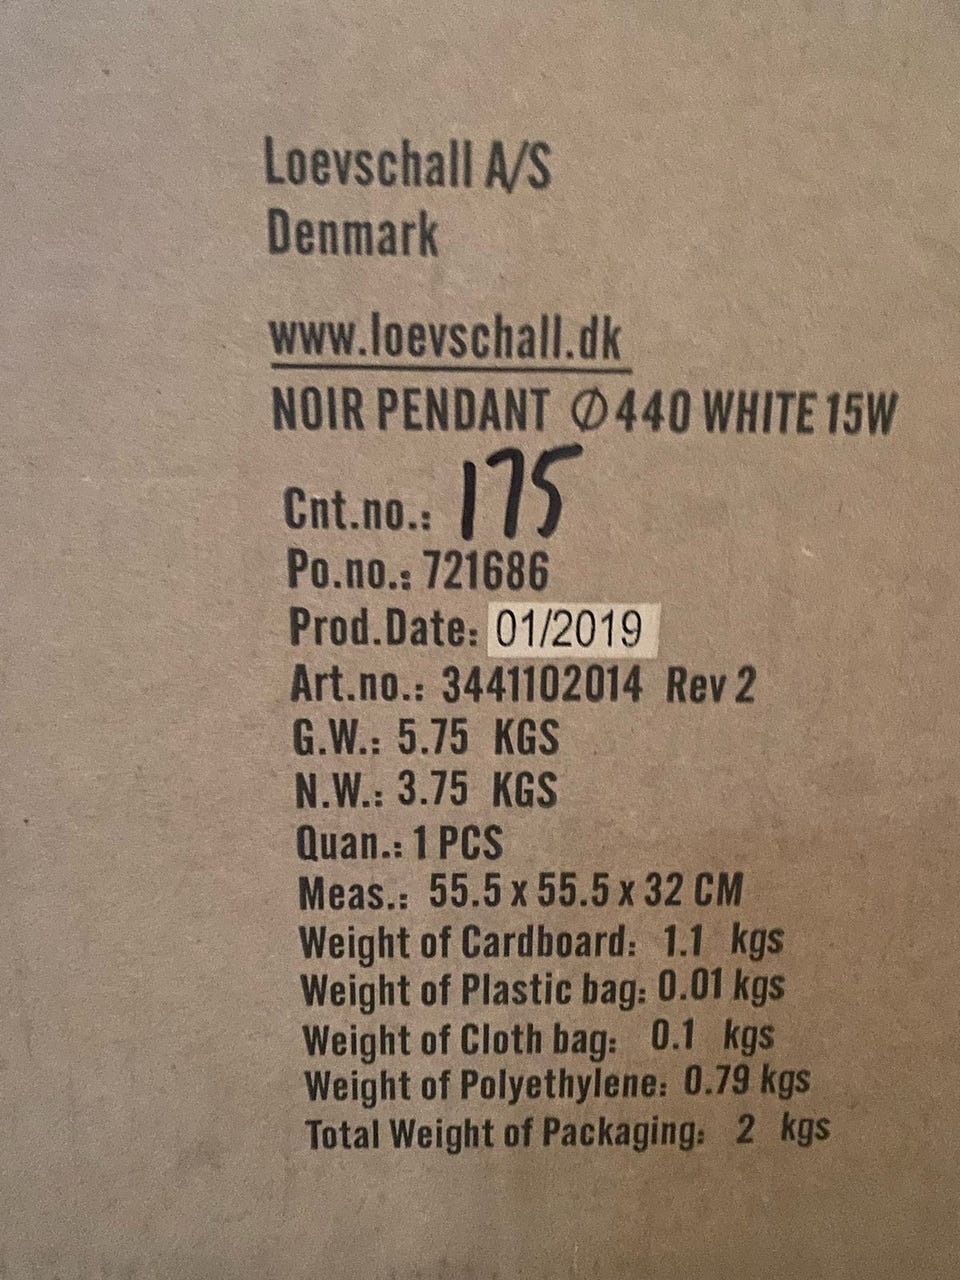 Loevschall A/S
Denmark
www.loevschall.dk
NOIR PENDANT Ø440 WHITE 15W
Cnt.no.: 175
Po.no.: 721686
Prod.Date: 01/2019
Art.no.: 3441102014 Rev 2
G.W.: 5.75 KGS
N.W.: 3.75 KGS
Quan.: 1 PCS
Meas.: 55.5 x 55.5 x 32 CM
Weight of Cardboard: 1.1 kgs
Weight of Plastic bag: 0.01 kgs
Weight of Cloth bag: 0.1 kgs
Weight of Polyethylene: 0.79 kgs
Total Weight of Packaging: 2 kgs